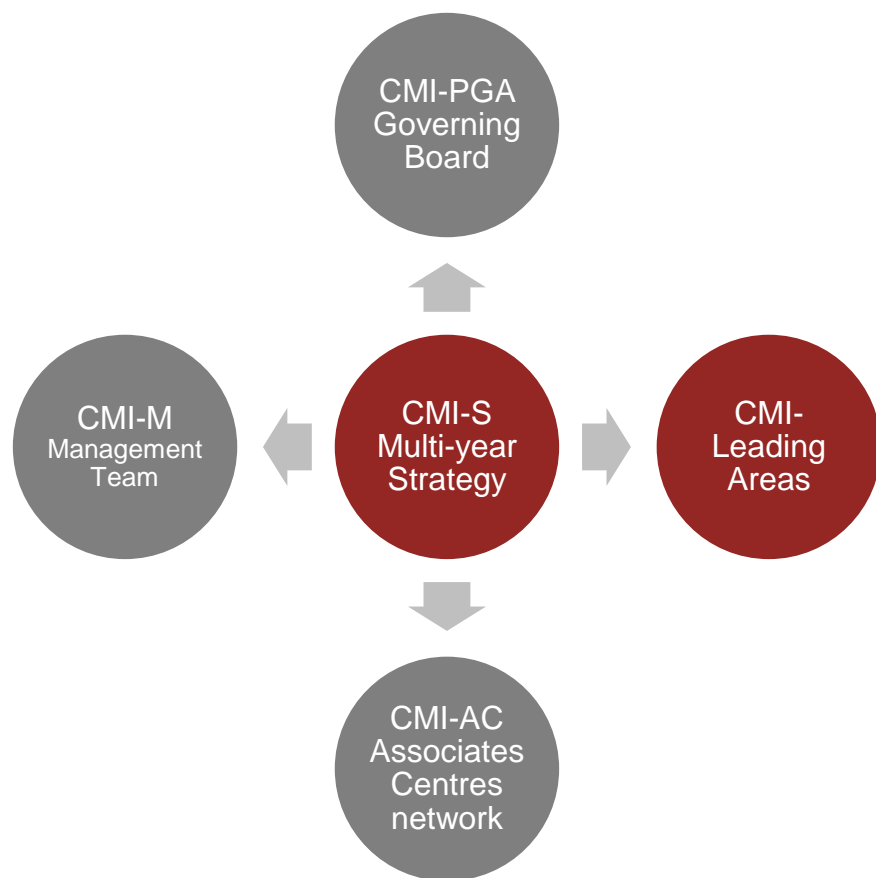 CMI-PGA
Governing
Board
CMI-M
Management
Team
CMI-S
Multi-year
Strategy
CMI-
Leading
Areas
CMI-AC
Associates
Centres
network